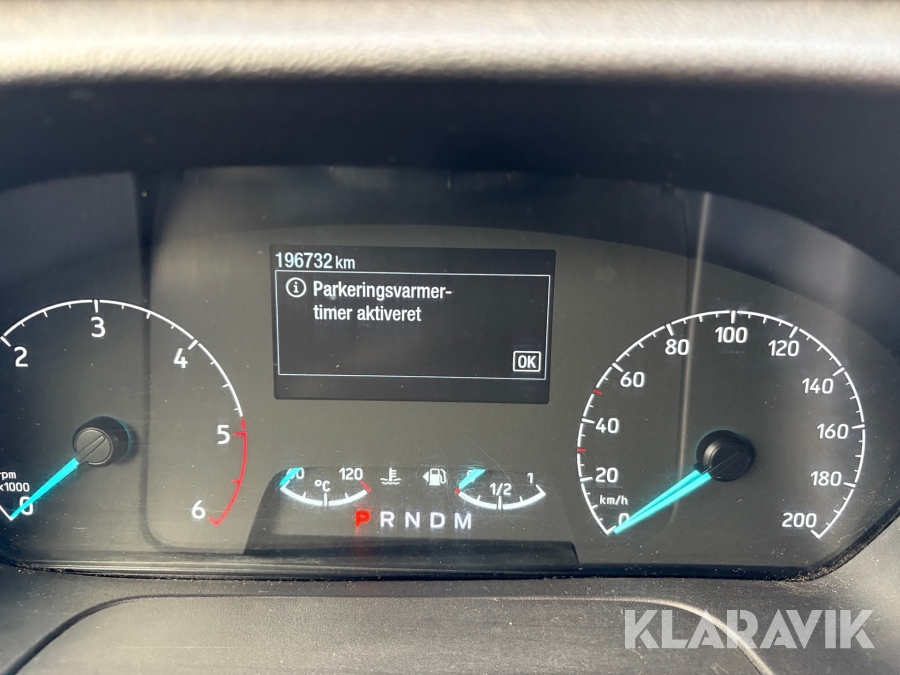 196732 km
Parkeringsvarmer-
timer aktiveret
OK
2 3 4 5 6
rpm
x1000
0 20 40 60 80 100 120 140 160 180 200
km/h
120
°C
1/2 1
P R N D M
KLARAVIK